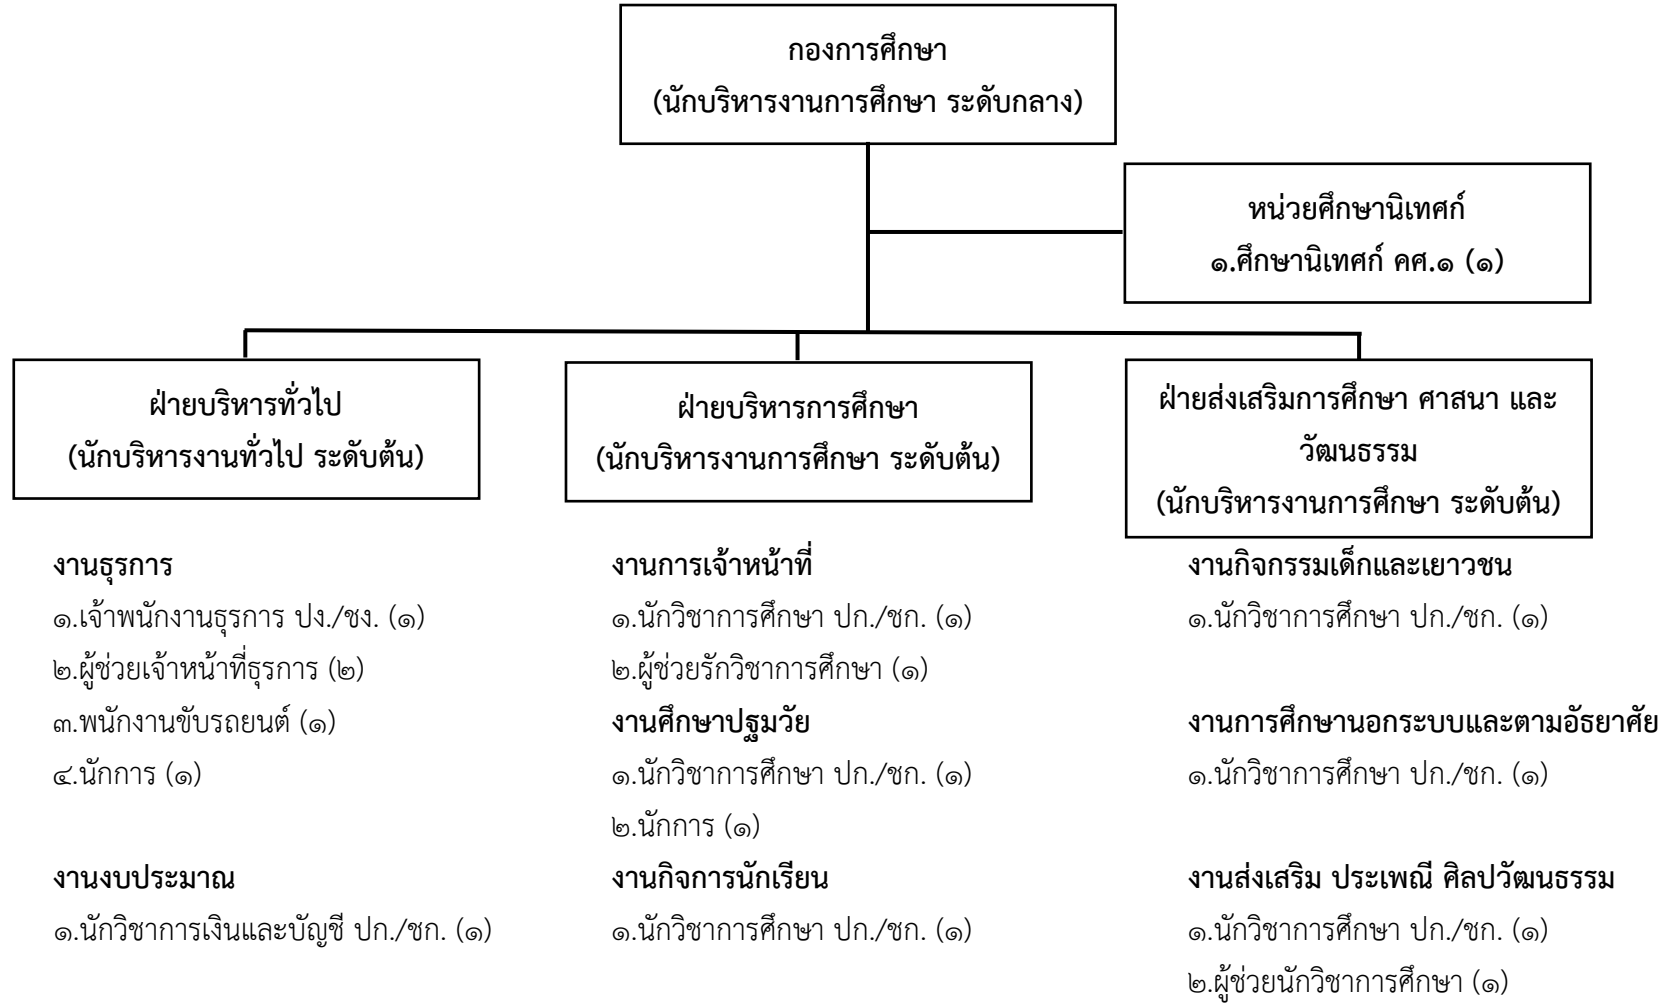 กองการศึกษา
(นักบริหารงานการศึกษา ระดับกลาง)
หน่วยศึกษานิเทศก์
๑.ศึกษานิเทศก์ คศ.๑ (๑)
ฝ่ายบริหารทั่วไป
(นักบริหารงานทั่วไป ระดับต้น)
ฝ่ายบริหารการศึกษา
(นักบริหารงานการศึกษา ระดับต้น)
ฝ่ายส่งเสริมการศึกษา ศาสนา และ
วัฒนธรรม
(นักบริหารงานการศึกษา ระดับต้น)
งานธุรการ
๑.เจ้าพนักงานธุรการ ปง./ชง. (๑)
๒.ผู้ช่วยเจ้าหน้าที่ธุรการ (๒)
๓.พนักงานขับรถยนต์ (๑)
๔.นักการ (๑)
งานงบประมาณ
๑.นักวิชาการเงินและบัญชี ปก./ชก. (๑)
งานการเจ้าหน้าที่
๑.นักวิชาการศึกษา ปก./ชก. (๑)
๒.ผู้ช่วยรักวิชาการศึกษา (๑)
งานศึกษาปฐมวัย
๑.นักวิชาการศึกษา ปก./ชก. (๑)
๒.นักการ (๑)
งานกิจการนักเรียน
๑.นักวิชาการศึกษา ปก./ชก. (๑)
งานกิจกรรมเด็กและเยาวชน
๑.นักวิชาการศึกษา ปก./ชก. (๑)
งานการศึกษานอกระบบและตามอัธยาศัย
๑.นักวิชาการศึกษา ปก./ชก. (๑)
งานส่งเสริม ประเพณี ศิลปวัฒนธรรม
๑.นักวิชาการศึกษา ปก./ชก. (๑)
๒.ผู้ช่วยนักวิชาการศึกษา (๑)